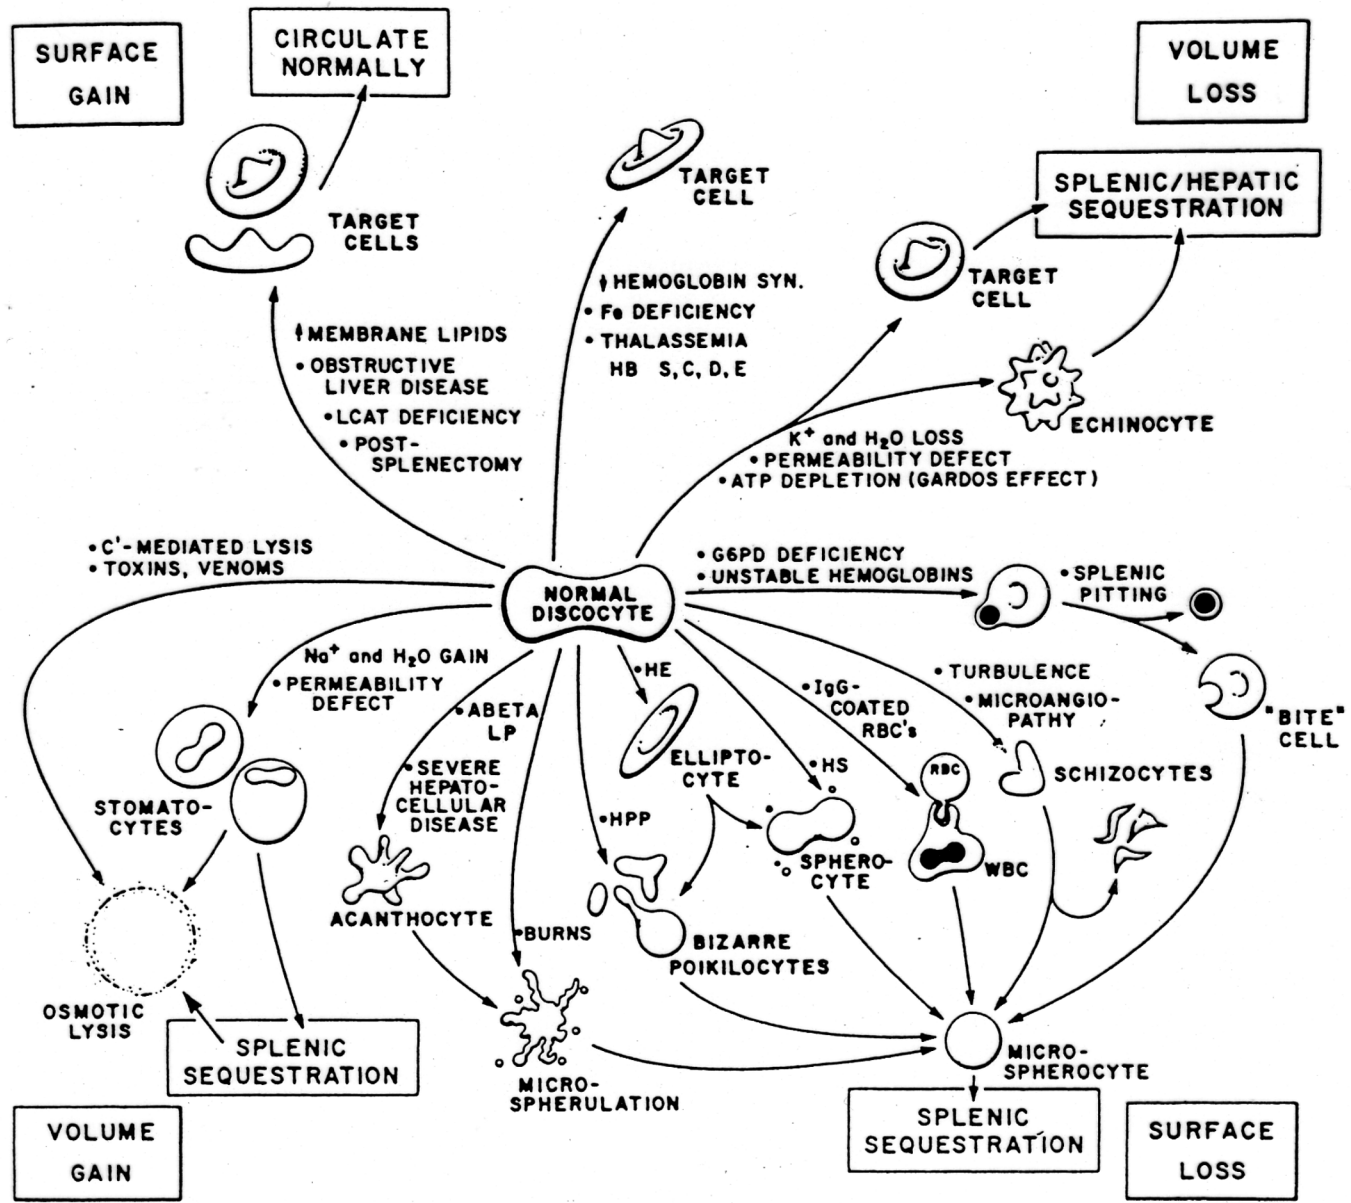 SURFACE
GAIN
CIRCULATE
NORMALLY
VOLUME
LOSS
TARGET
CELLS
TARGET
CELL
SPLENIC/HEPATIC
SEQUESTRATION
TARGET
CELL
ECHINOCYTE
↑MEMBRANE LIPIDS
•OBSTRUCTIVE
LIVER DISEASE
•LCAT DEFICIENCY
•POST-
SPLENECTOMY
HEMOGLOBIN SYN.
• Fe DEFICIENCY
• THALASSEMIA
HB S, C, D, E
K⁺ and H₂O LOSS
• PERMEABILITY DEFECT
• ATP DEPLETION (GARDOS EFFECT)
• C'-MEDIATED LYSIS
• TOXINS, VENOMS
NORMAL
DISCOCYTE
• G6PD DEFICIENCY
• UNSTABLE HEMOGLOBINS
• SPLENIC
PITTING
"BITE"
CELL
Na⁺ and H₂O GAIN
• PERMEABILITY
DEFECT
STOMATO-
CYTES
OSMOTIC
LYSIS
SPLENIC
SEQUESTRATION
• ABETA
LP
• SEVERE
HEPATO-
CELLULAR
DISEASE
ACANTHOCYTE
•BURNS
MICRO-
SPHERULATION
•HE
ELLIPTO-
CYTE
•HPP
BIZARRE
POIKILOCYTES
•HS
SPHERO-
CYTE
•IgG-
COATED
RBC's
RBC
WBC
• TURBULENCE
• MICROANGIO-
PATHY
SCHIZOCYTES
MICRO-
SPHEROCYTE
SPLENIC
SEQUESTRATION
VOLUME
GAIN
SURFACE
LOSS